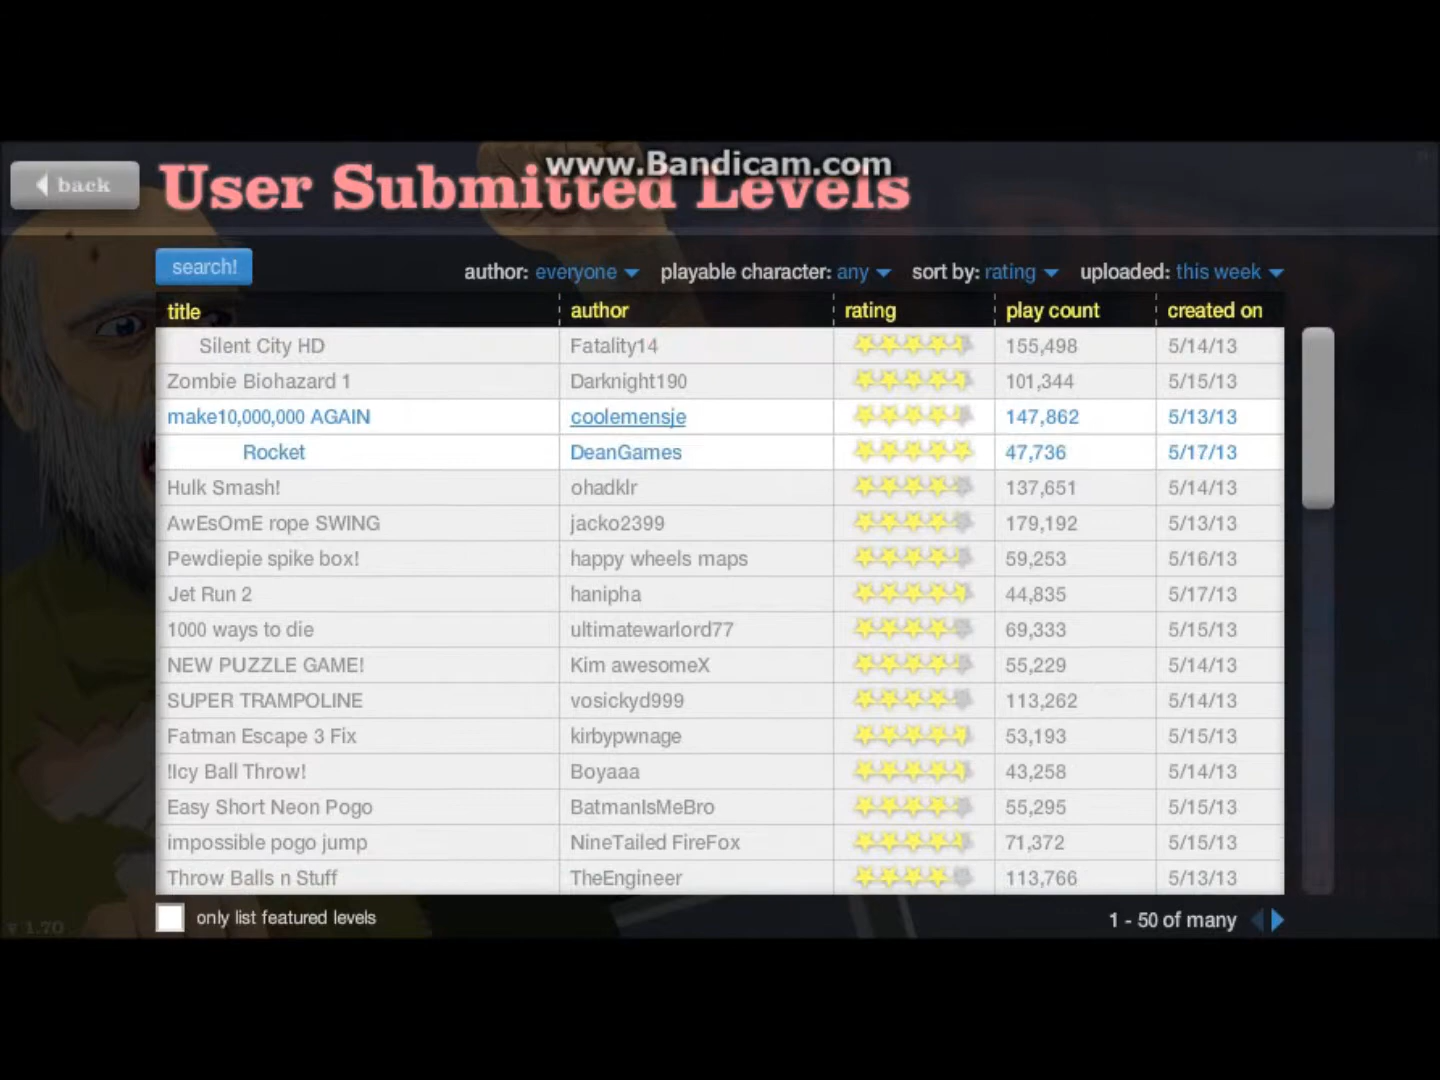 www.Bandicam.com
back
User Submitted Levels
search!
author: everyone playable character: any sort by: rating uploaded: this week
title author rating play count created on
Silent City HD Fatality14 155,498 5/14/13
Zombie Biohazard 1 Darknight190 101,344 5/15/13
make10,000,000 AGAIN coolemensje 147,862 5/13/13
Rocket DeanGames 47,736 5/17/13
Hulk Smash! ohadklr 137,651 5/14/13
AwEsOmE rope SWING jacko2399 179,192 5/13/13
Pewdiepie spike box! happy wheels maps 59,253 5/16/13
Jet Run 2 hanipha 44,835 5/17/13
1000 ways to die ultimatewarlord77 69,333 5/15/13
NEW PUZZLE GAME! Kim awesomeX 55,229 5/14/13
SUPER TRAMPOLINE vosickyd999 113,262 5/14/13
Fatman Escape 3 Fix kirbypwnage 53,193 5/15/13
!Icy Ball Throw! Boyaaa 43,258 5/14/13
Easy Short Neon Pogo BatmanIsMeBro 55,295 5/15/13
impossible pogo jump NineTailed FireFox 71,372 5/15/13
Throw Balls n Stuff TheEngineer 113,766 5/13/13
only list featured levels 1 - 50 of many
v 1.70